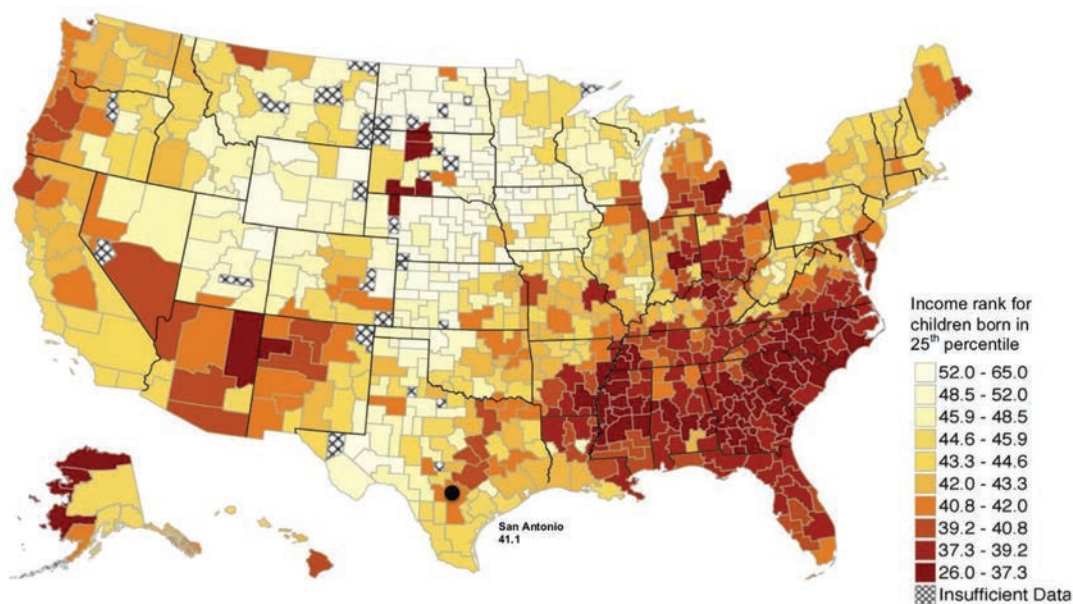 San Antonio
41.1
Income rank for
children born in
25th percentile
52.0 - 65.0
48.5 - 52.0
45.9 - 48.5
44.6 - 45.9
43.3 - 44.6
42.0 - 43.3
40.8 - 42.0
39.2 - 40.8
37.3 - 39.2
26.0 - 37.3
Insufficient Data